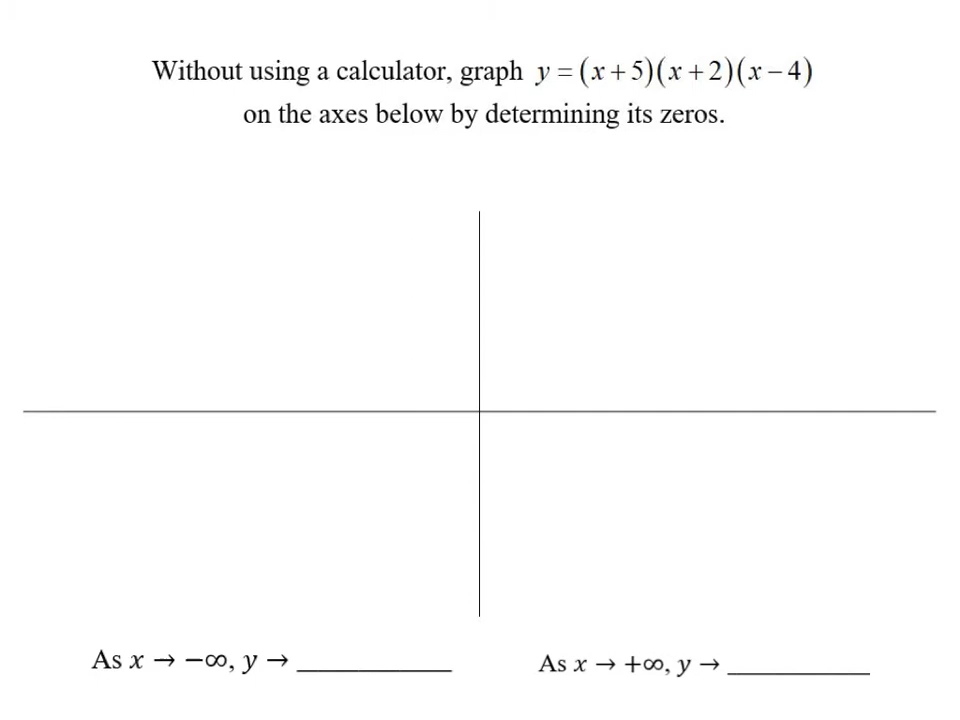 Without using a calculator, graph y = (x + 5)(x + 2)(x − 4)
on the axes below by determining its zeros.
As x → −∞, y → ____________
As x → +∞, y → ___________